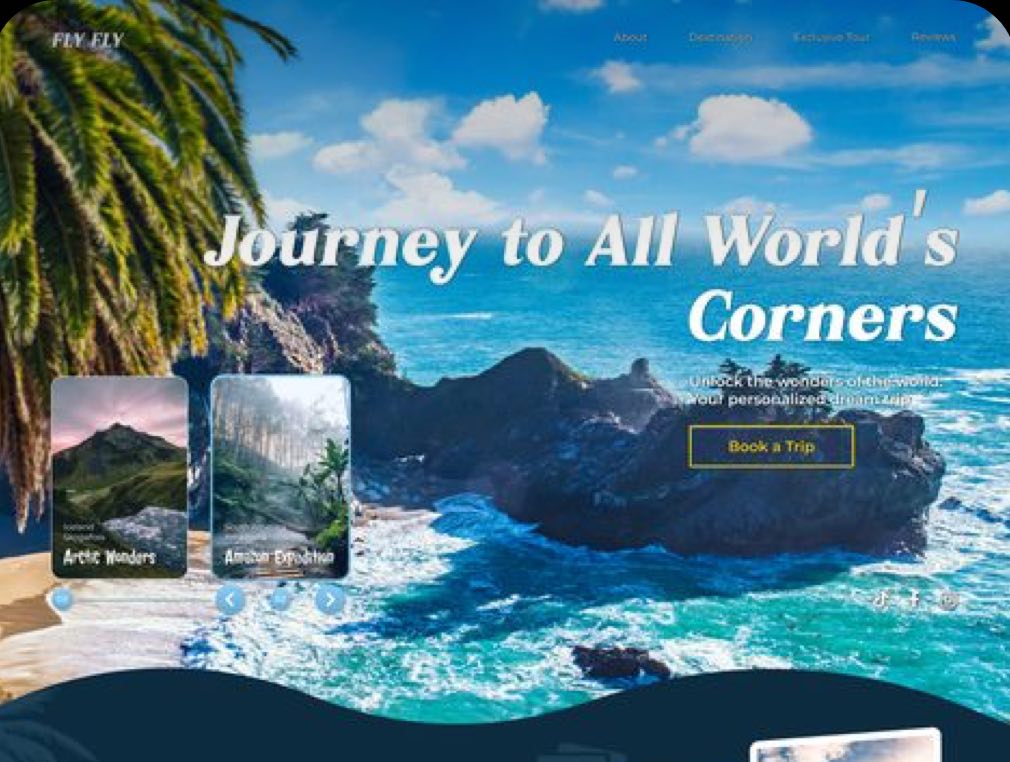 FLY FLY
About Destination Exclusive Tour Reviews
Journey to All World's
Corners
Unlock the wonders of the world.
Your personalized dream trip
Book a Trip
Iceland
Arctic Wonders
Amazon Expedition